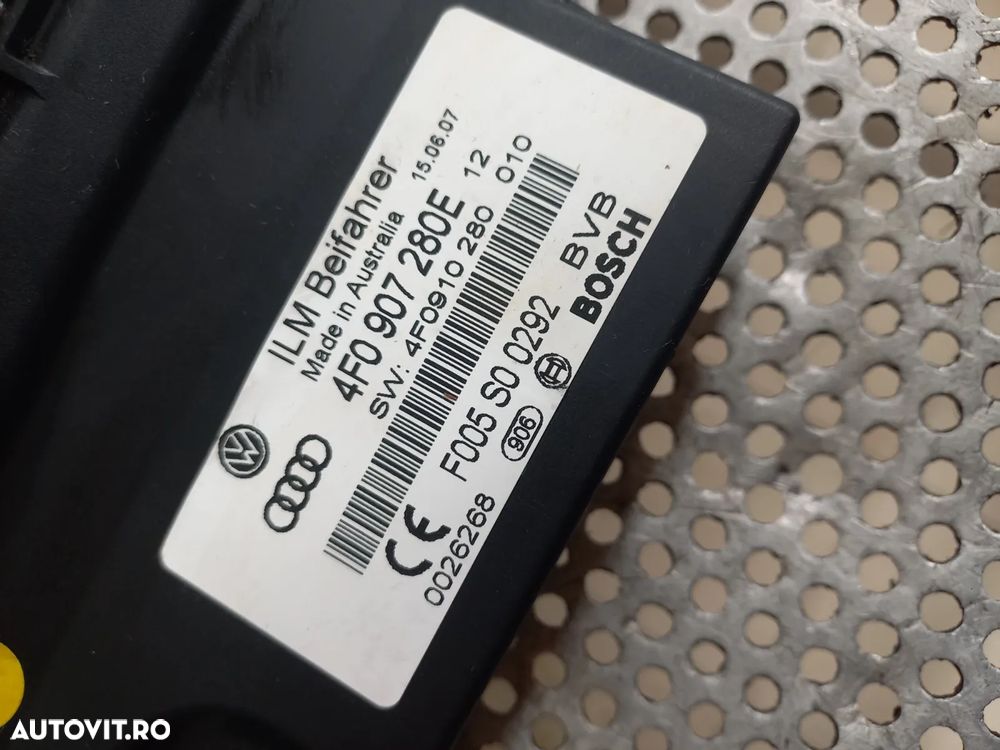 ILM Beifahrer
Made in Australia 15.06.07
4F0 907 280E 12
SW: 4F0910 280 010
F005 S0 0292 BVB
CE 906 BOSCH
0026268
AUTOVIT.RO